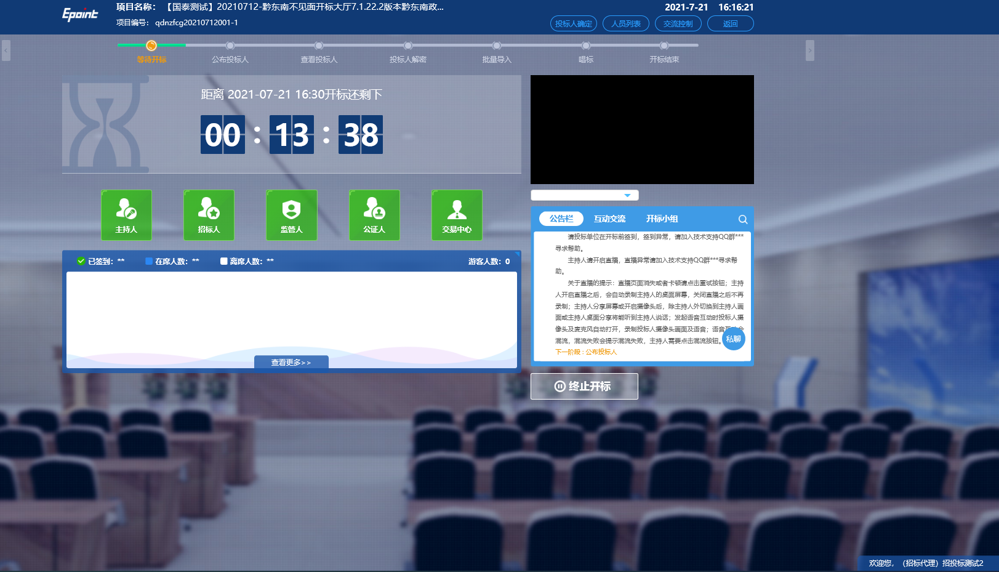 Epoint
项目名称： 【国泰测试】20210712-黔东南不见面开标大厅7.1.22.2版本黔东南政...
2021-7-21 16:16:21
项目编号： qdnzfcg20210712001-1
投标人确定 人员列表 交流控制 返回
等待开标 公布投标人 查看投标人 投标人解密 批量导入 唱标 开标结束
距离 2021-07-21 16:30开标还剩下
00 : 13 : 38
主持人 招标人 监管人 公证人 交易中心
已签到： ** 在席人数： ** 离席人数： ** 游客人数： 0
查看更多>>
公告栏 互动交流 开标小组
请投标单位在开标前签到，签到异常，请加入技术支持QQ群***
寻求帮助。
主持人请开启直播，直播异常请加入技术支持QQ群***寻求帮
助。
关于直播的提示：直播页面消失或者卡顿请点击重试按钮；主持
人开启直播之后，会自动录制主持人的桌面屏幕，关闭直播之后不再
录制；主持人分享屏幕或开启摄像头后，除主持人外切换到主持人画
面或主持人桌面分享将能听到主持人说话；发起语音互动时投标人摄
像头及麦克风自动打开，录制投标人摄像头画面及语音；语音
混流，混流失败会提示混流失败，主持人需要点击混流按钮。
私聊
下一阶段：公布投标人
终止开标
欢迎您，（招标代理）招投标测试2